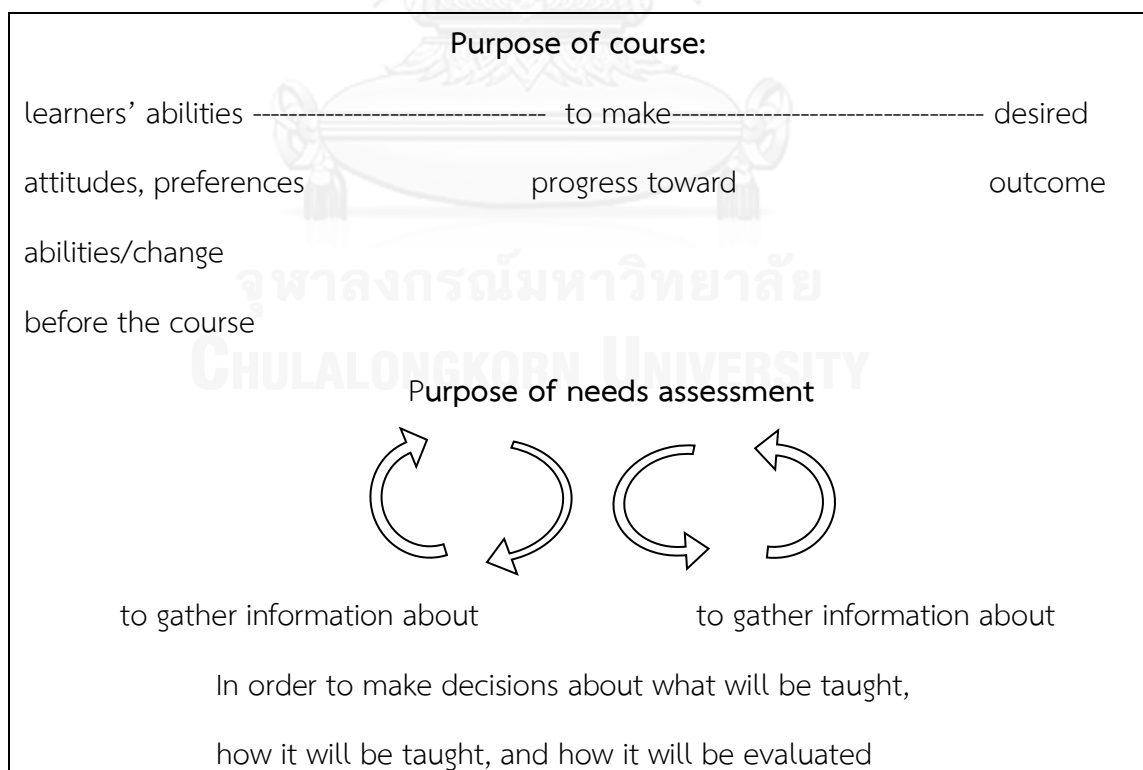 Purpose of course:
learners’ abilities --------------------------------- to make----------------------------------- desired
attitudes, preferences progress toward outcome
abilities/change
จุฬาลงกรณ์มหาวิทยาลัย
before the course
CHULALONGKORN UNIVERSITY
Purpose of needs assessment
to gather information about to gather information about
In order to make decisions about what will be taught,
how it will be taught, and how it will be evaluated